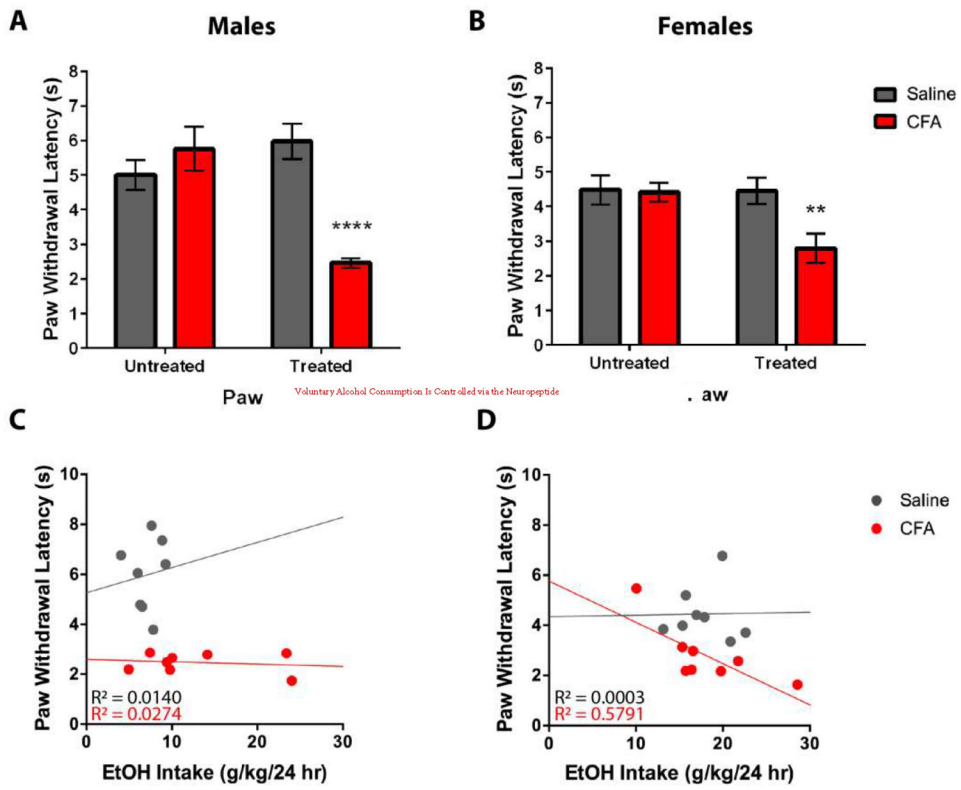 A
Males
Paw Withdrawal Latency (s)
8
7
6
5
4
3
2
1
0
****
Untreated
Treated
Paw
B
Females
Paw Withdrawal Latency (s)
8
7
6
5
4
3
2
1
0
**
Untreated
Treated
. aw
Saline
CFA
Voluntary Alcohol Consumption Is Controlled via the Neuropeptide
C
Paw Withdrawal Latency (s)
10
8
6
4
2
0
R² = 0.0140
R² = 0.0274
0
10
20
30
EtOH Intake (g/kg/24 hr)
D
Paw Withdrawal Latency (s)
10
8
6
4
2
0
R² = 0.0003
R² = 0.5791
0
10
20
30
EtOH Intake (g/kg/24 hr)
Saline
CFA